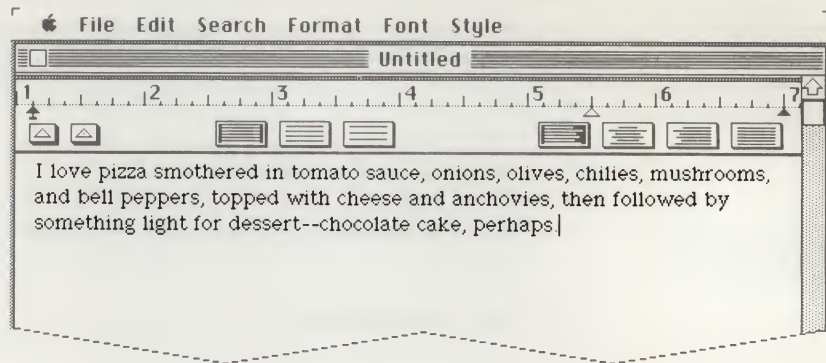 File Edit Search Format Font Style
Untitled
1 2 3 4 5 6 7
I love pizza smothered in tomato sauce, onions, olives, chilies, mushrooms,
and bell peppers, topped with cheese and anchovies, then followed by
something light for dessert--chocolate cake, perhaps.